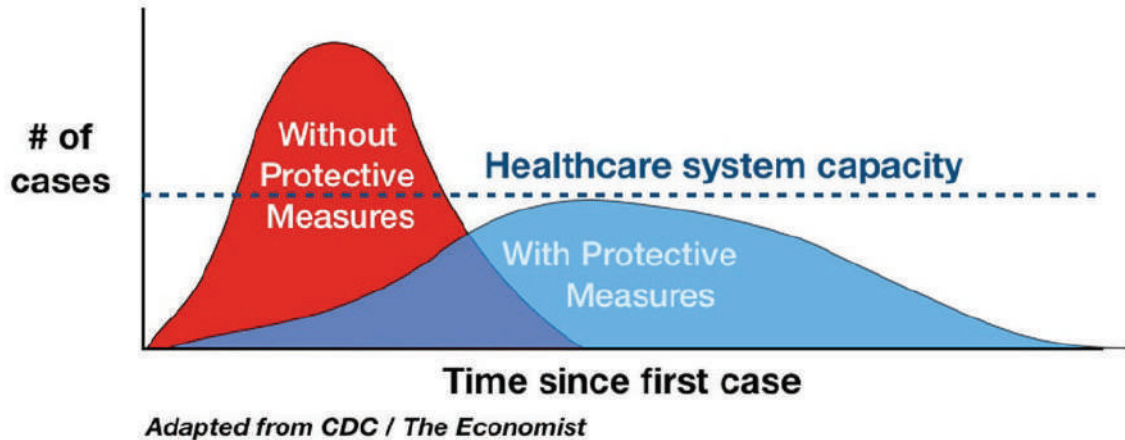 # of
cases
Without
Protective
Measures
Healthcare system capacity
With Protective
Measures
Time since first case
Adapted from CDC / The Economist